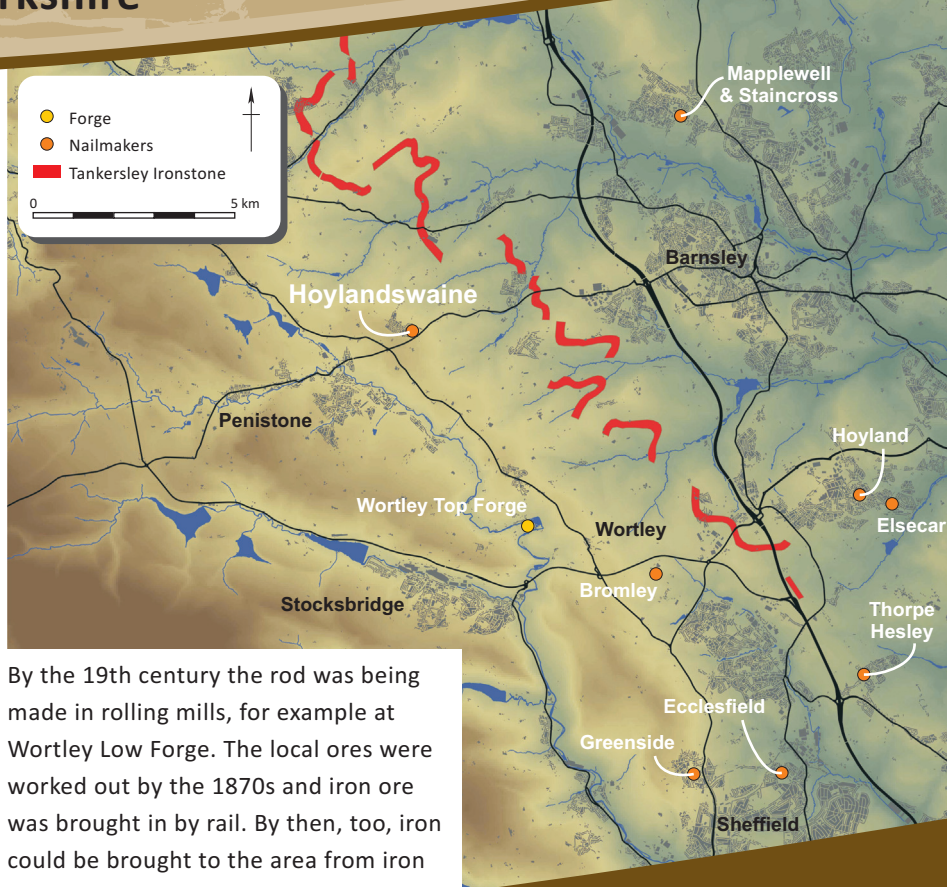 rkshire
Forge
Nailmakers
Tankersley Ironstone
0 5 km
Mapplewell
& Staincross
Barnsley
Hoylandswaine
Penistone
Hoyland
Wortley Top Forge
Elsecar
Wortley
Bromley
Stocksbridge
Thorpe
Hesley
Ecclesfield
Greenside
Sheffield
By the 19th century the rod was being
made in rolling mills, for example at
Wortley Low Forge. The local ores were
worked out by the 1870s and iron ore
was brought in by rail. By then, too, iron
could be brought to the area from iron